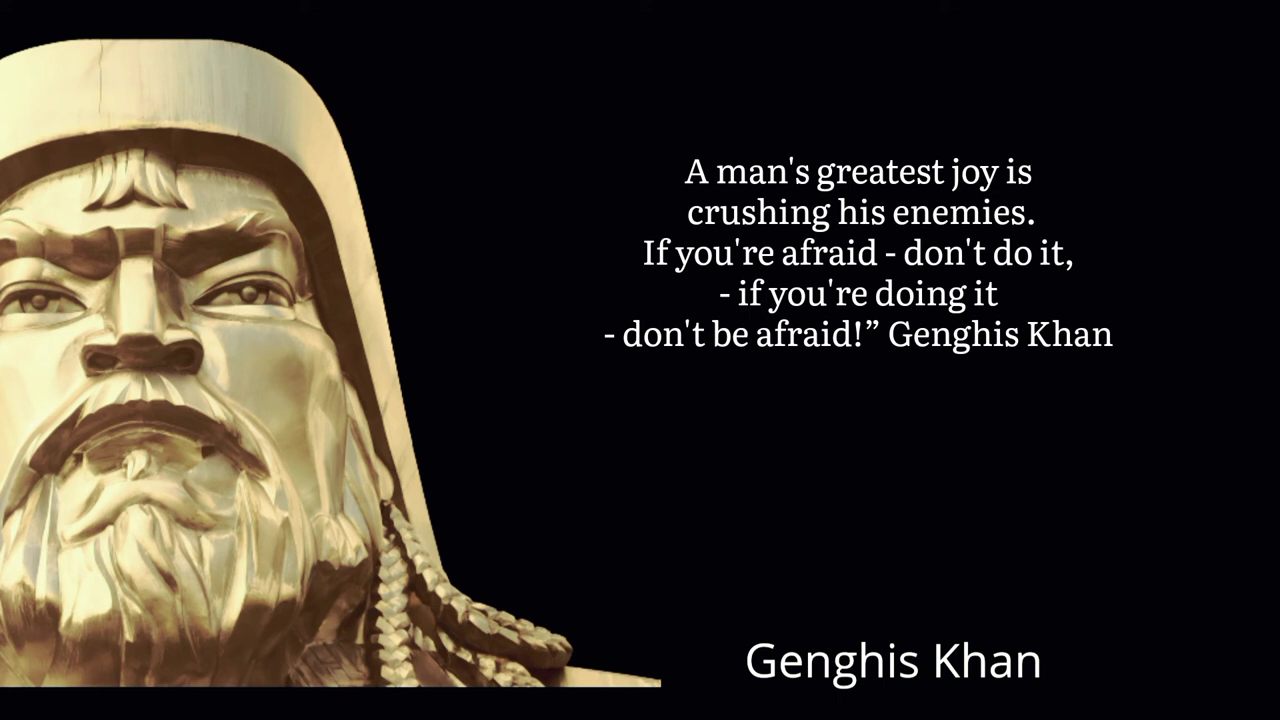 A man's greatest joy is
crushing his enemies.
If you're afraid - don't do it,
- if you're doing it
- don't be afraid!” Genghis Khan
Genghis Khan